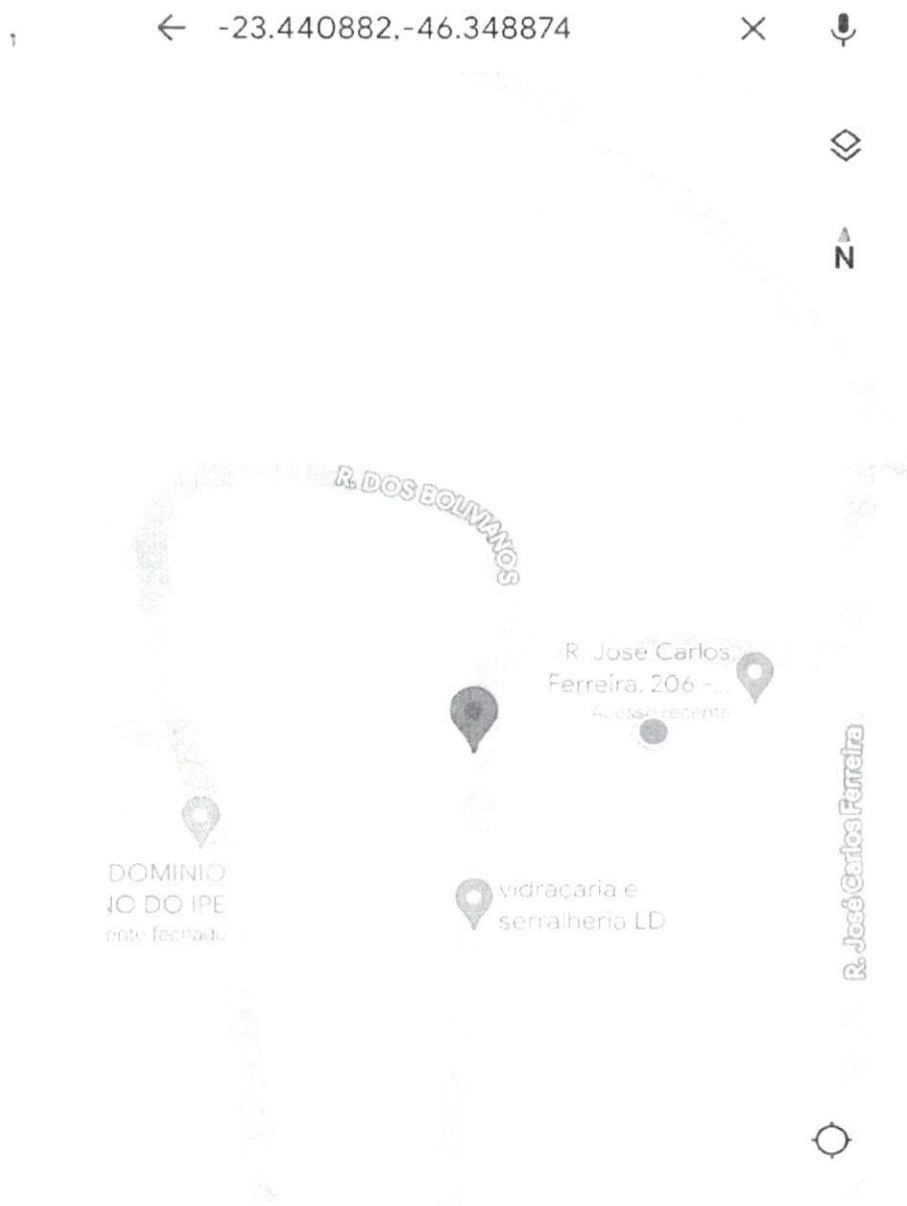 -23.440882,-46.348874
N
R. DOS BOLIVIANOS
R. José Carlos
Ferreira, 206 -...
Acesso recente
R. José Carlos Ferreira
DOMINIO
NO DO IPE
ente fechado
vidraçaria e
serralheria LD